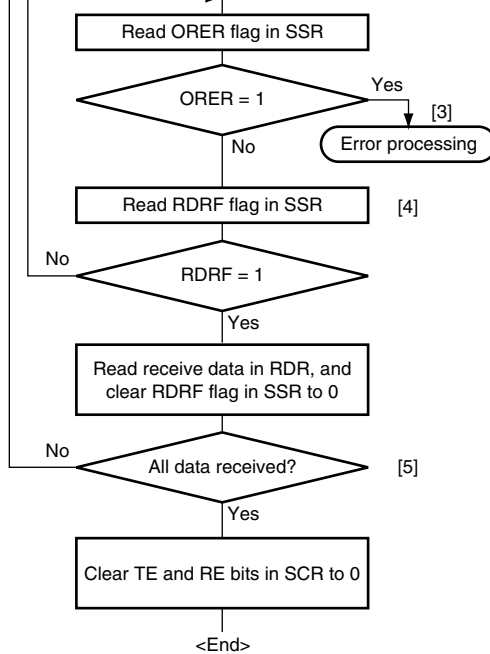 Read ORER flag in SSR
ORER = 1
Yes
[3]
Error processing
No
Read RDRF flag in SSR
[4]
No
RDRF = 1
Yes
Read receive data in RDR, and
clear RDRF flag in SSR to 0
No
All data received?
[5]
Yes
Clear TE and RE bits in SCR to 0
<End>